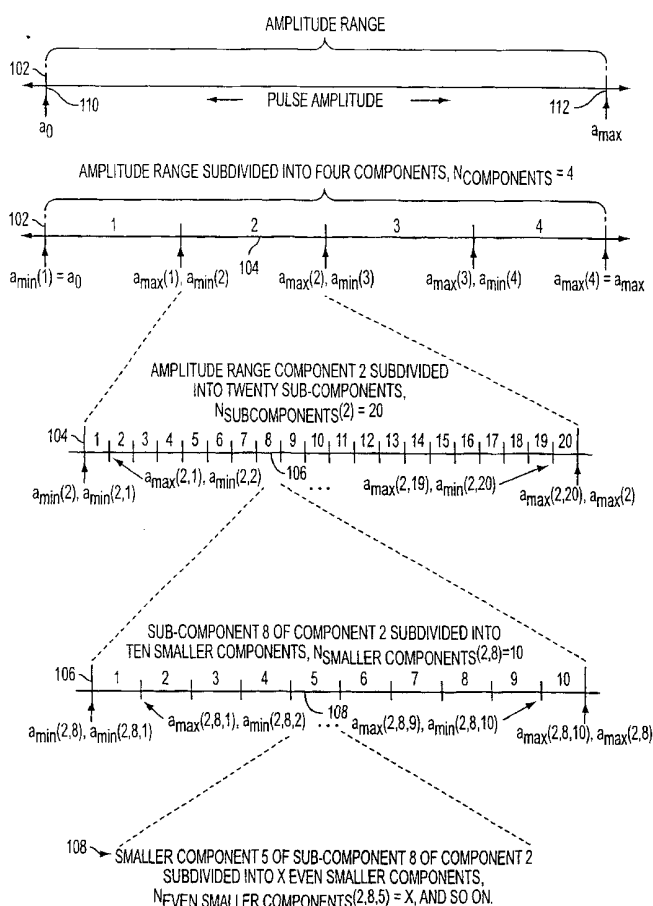 AMPLITUDE RANGE
102
110
PULSE AMPLITUDE
112
a0
amax
AMPLITUDE RANGE SUBDIVIDED INTO FOUR COMPONENTS, NCOMPONENTS = 4
102
1 2 3 4
104
amin(1) = a0
amax(1), amin(2)
amax(2), amin(3)
amax(3), amin(4)
amax(4) = amax
AMPLITUDE RANGE COMPONENT 2 SUBDIVIDED
INTO TWENTY SUB-COMPONENTS,
NSUBCOMPONENTS(2) = 20
104
1 2 3 4 5 6 7 8 9 10 11 12 13 14 15 16 17 18 19 20
106
amax(2,1), amin(2,2)
...
amax(2,19), amin(2,20)
amin(2), amin(2,1)
amax(2,20), amax(2)
SUB-COMPONENT 8 OF COMPONENT 2 SUBDIVIDED INTO
TEN SMALLER COMPONENTS, NSMALLER COMPONENTS(2,8)=10
106
1 2 3 4 5 6 7 8 9 10
108
amax(2,8,1), amin(2,8,2)
...
amax(2,8,9), amin(2,8,10)
amin(2,8), amin(2,8,1)
amax(2,8,10), amax(2,8)
108
SMALLER COMPONENT 5 OF SUB-COMPONENT 8 OF COMPONENT 2
SUBDIVIDED INTO X EVEN SMALLER COMPONENTS,
NEVEN SMALLER COMPONENTS(2,8,5) = X, AND SO ON.